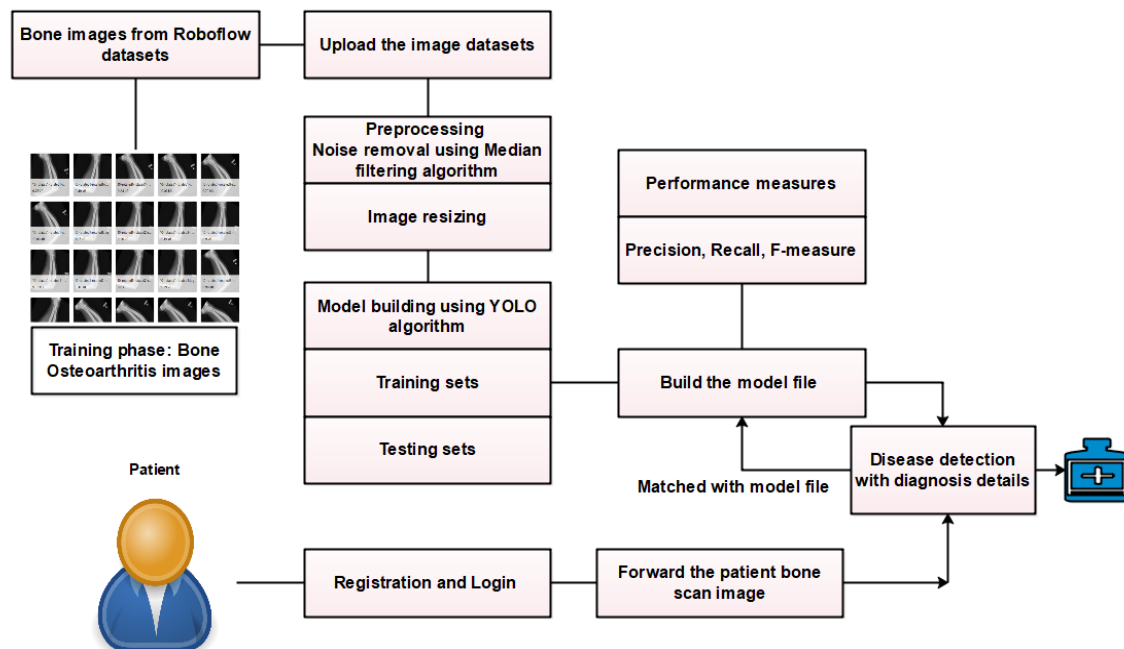 Bone images from Roboflow
datasets
Upload the image datasets
Preprocessing
Noise removal using Median
filtering algorithm
Image resizing
Performance measures
Precision, Recall, F-measure
Model building using YOLO
algorithm
Training phase: Bone
Osteoarthritis images
Training sets
Build the model file
Testing sets
Disease detection
with diagnosis details
Matched with model file
Patient
Registration and Login
Forward the patient bone
scan image